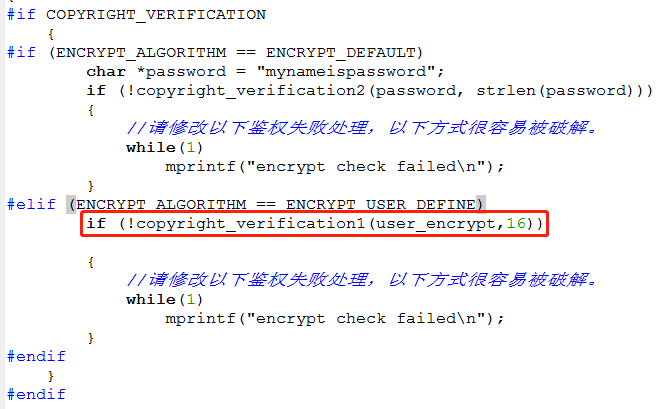 #if COPYRIGHT_VERIFICATION
{
#if (ENCRYPT_ALGORITHM == ENCRYPT_DEFAULT)
char *password = "mynameispassword";
if (!copyright_verification2(password, strlen(password)))
{
//请修改以下鉴权失败处理，以下方式很容易被破解。
while(1)
mprintf("encrypt check failed\n");
}
#elif (ENCRYPT_ALGORITHM == ENCRYPT_USER_DEFINE)
if (!copyright_verification1(user_encrypt,16))
{
//请修改以下鉴权失败处理，以下方式很容易被破解。
while(1)
mprintf("encrypt check failed\n");
}
#endif
}
#endif